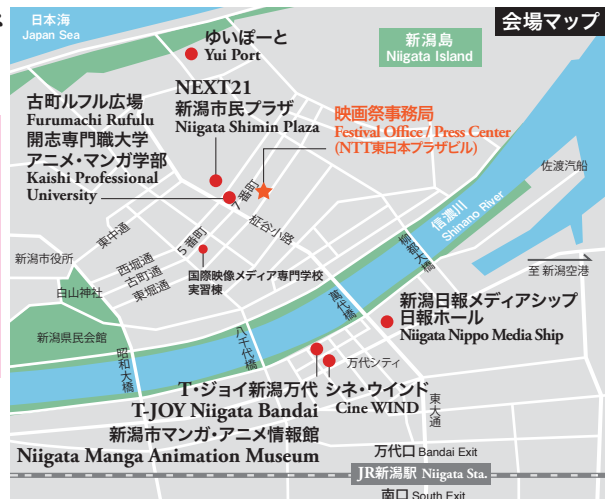 会場マップ
日本海
Japan Sea
ゆいぽーと
Yui Port
新潟島
Niigata Island
古町ルフル広場
Furumachi Rufulu
開志専門職大学
アニメ・マンガ学部
Kaishi Professional
University
NEXT21
新潟市民プラザ
Niigata Shimin Plaza
映画祭事務局
Festival Office / Press Center
(NTT東日本プラザビル)
佐渡汽船
信濃川
Shinano River
7番町
柾谷小路
柳都大橋
東中通
5番町
新潟市役所
西堀通
古町通
東堀通
国際映像メディア専門学校
実習棟
至 新潟空港
白山神社
萬代橋
新潟日報メディアシップ
日報ホール
Niigata Nippo Media Ship
新潟県民会館
昭和大橋
八千代橋
万代シティ
T・ジョイ新潟万代
T-JOY Niigata Bandai
シネ・ウインド
Cine WIND
東大通
新潟市マンガ・アニメ情報館
Niigata Manga Animation Museum
万代口 Bandai Exit
JR新潟駅 Niigata Sta.
南口 South Exit